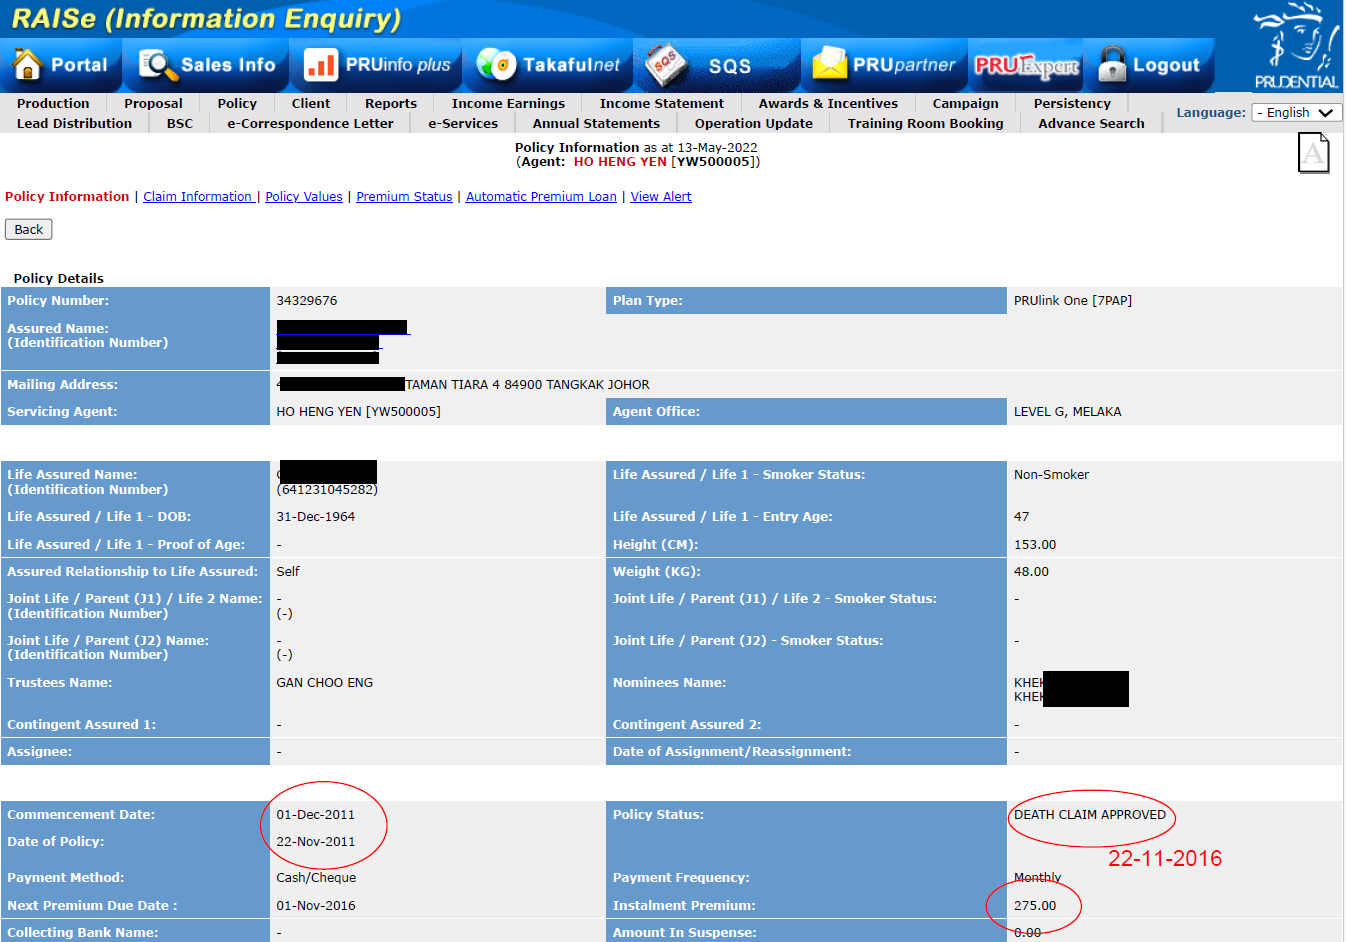 RAISe (Information Enquiry)
Portal Sales Info PRUinfo plus Takafulnet SQS SQS PRUpartner PRUExpert Logout PRUDENTIAL
Production Proposal Policy Client Reports Income Earnings Income Statement Awards & Incentives Campaign Persistency
Lead Distribution BSC e-Correspondence Letter e-Services Annual Statements Operation Update Training Room Booking Advance Search
Language: - English
Policy Information as at 13-May-2022
(Agent: HO HENG YEN [YW500005])
A
Policy Information | Claim Information | Policy Values | Premium Status | Automatic Premium Loan | View Alert
Back
Policy Details
Policy Number: 34329676 Plan Type: PRUlink One [7PAP]
Assured Name:
(Identification Number)
Mailing Address: TAMAN TIARA 4 84900 TANGKAK JOHOR
Servicing Agent: HO HENG YEN [YW500005] Agent Office: LEVEL G, MELAKA
Life Assured Name: Life Assured / Life 1 - Smoker Status: Non-Smoker
(Identification Number) (641231045282)
Life Assured / Life 1 - DOB: 31-Dec-1964 Life Assured / Life 1 - Entry Age: 47
Life Assured / Life 1 - Proof of Age: - Height (CM): 153.00
Assured Relationship to Life Assured: Self Weight (KG): 48.00
Joint Life / Parent (J1) / Life 2 Name: - Joint Life / Parent (J1) / Life 2 - Smoker Status: -
(Identification Number) (-)
Joint Life / Parent (J2) Name: - Joint Life / Parent (J2) - Smoker Status: -
(Identification Number) (-)
Trustees Name: GAN CHOO ENG Nominees Name: KHEK
KHEK
Contingent Assured 1: - Contingent Assured 2: -
Assignee: - Date of Assignment/Reassignment: -
Commencement Date: 01-Dec-2011 Policy Status: DEATH CLAIM APPROVED
Date of Policy: 22-Nov-2011
22-11-2016
Payment Method: Cash/Cheque Payment Frequency: Monthly
Next Premium Due Date : 01-Nov-2016 Instalment Premium: 275.00
Collecting Bank Name: - Amount In Suspense: 0.00